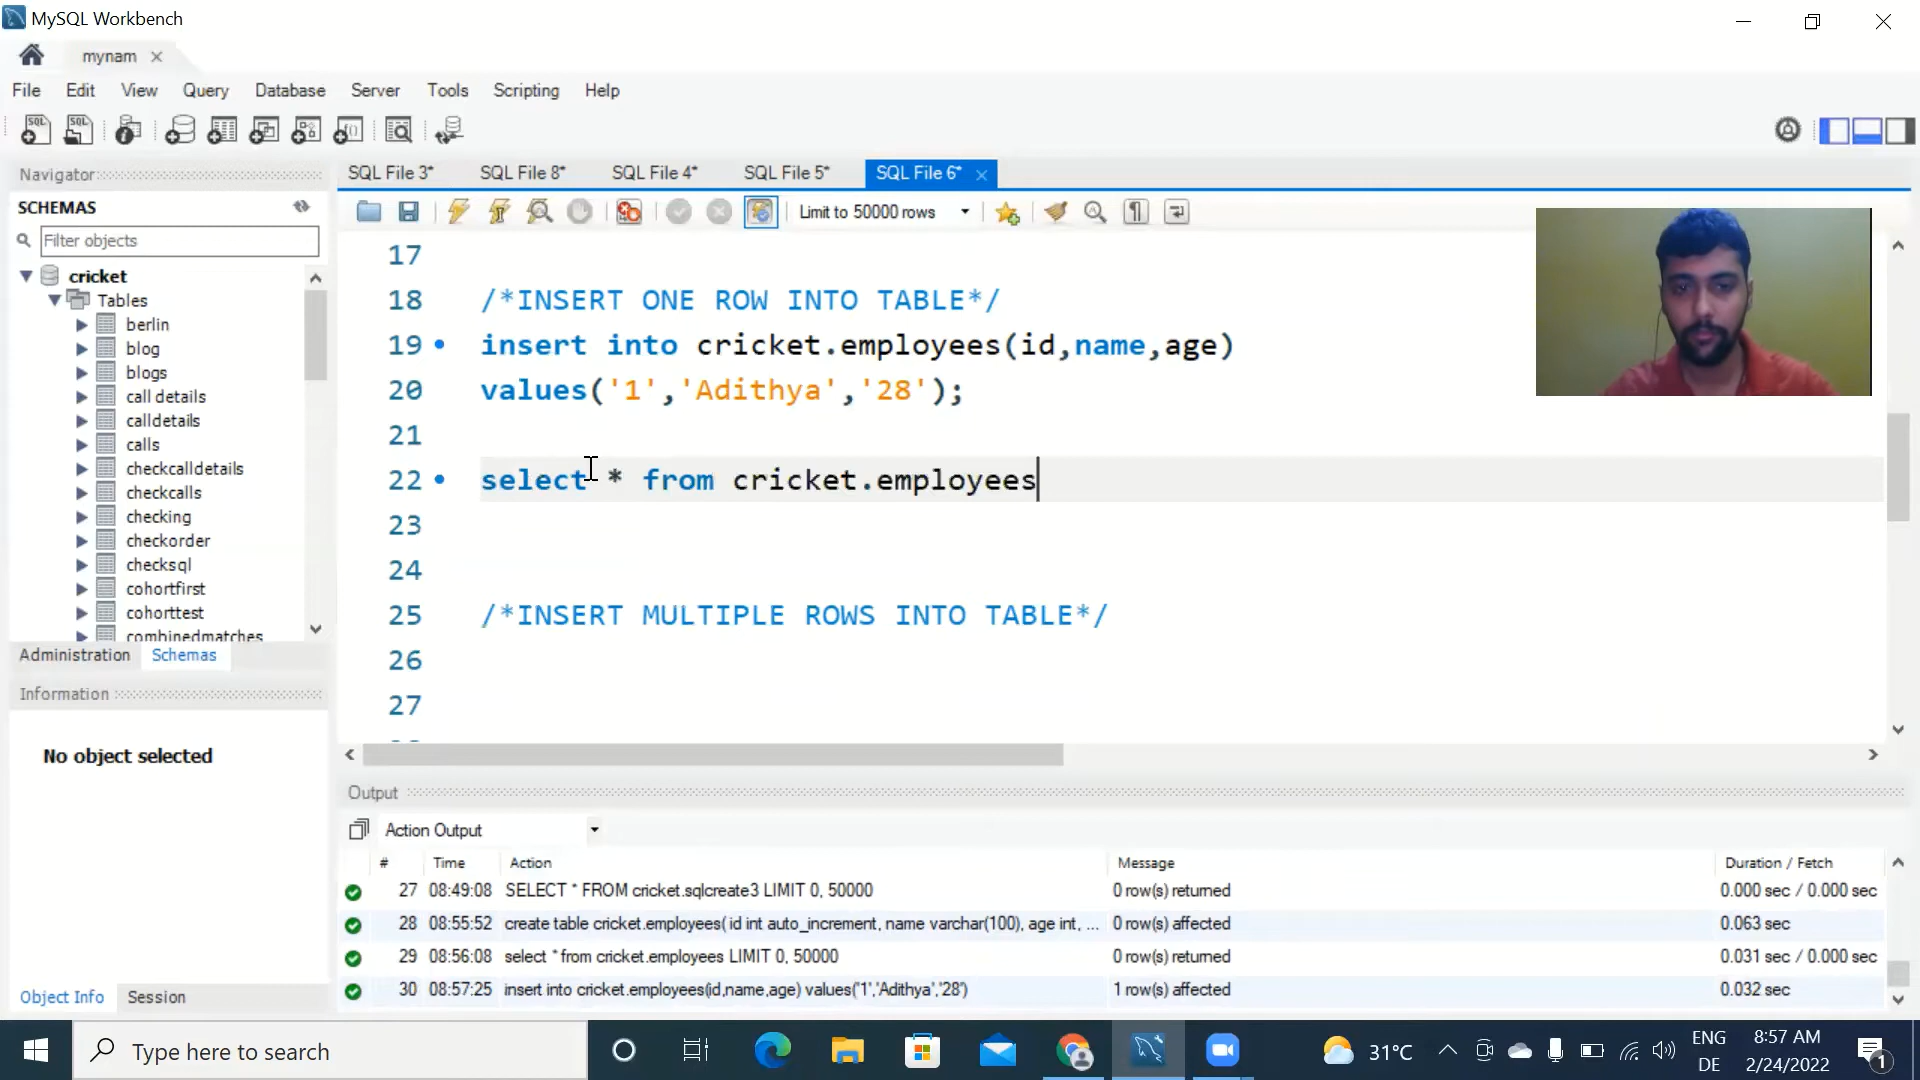 MySQL Workbench
mynam
File Edit View Query Database Server Tools Scripting Help
Navigator
SCHEMAS
Filter objects
cricket
Tables
berlin
blog
blogs
call details
calldetails
calls
checkcalldetails
checkcalls
checking
checkorder
checksql
cohortfirst
cohorttest
combinedmatches
Administration Schemas
Information
No object selected
Object Info Session
SQL File 3* SQL File 8* SQL File 4* SQL File 5* SQL File 6*
Limit to 50000 rows
17
18 /*INSERT ONE ROW INTO TABLE*/
19 insert into cricket.employees(id,name,age)
20 values('1','Adithya','28');
21
22 select * from cricket.employees
23
24
25 /*INSERT MULTIPLE ROWS INTO TABLE*/
26
27
Output
Action Output
# Time Action Message Duration / Fetch
27 08:49:08 SELECT * FROM cricket.sqlcreate3 LIMIT 0, 50000 0 row(s) returned 0.000 sec / 0.000 sec
28 08:55:52 create table cricket.employees( id int auto_increment, name varchar(100), age int, ... 0 row(s) affected 0.063 sec
29 08:56:08 select * from cricket.employees LIMIT 0, 50000 0 row(s) returned 0.031 sec / 0.000 sec
30 08:57:25 insert into cricket.employees(id,name,age) values('1','Adithya','28') 1 row(s) affected 0.032 sec
Type here to search
31°C
ENG
DE
8:57 AM
2/24/2022
1